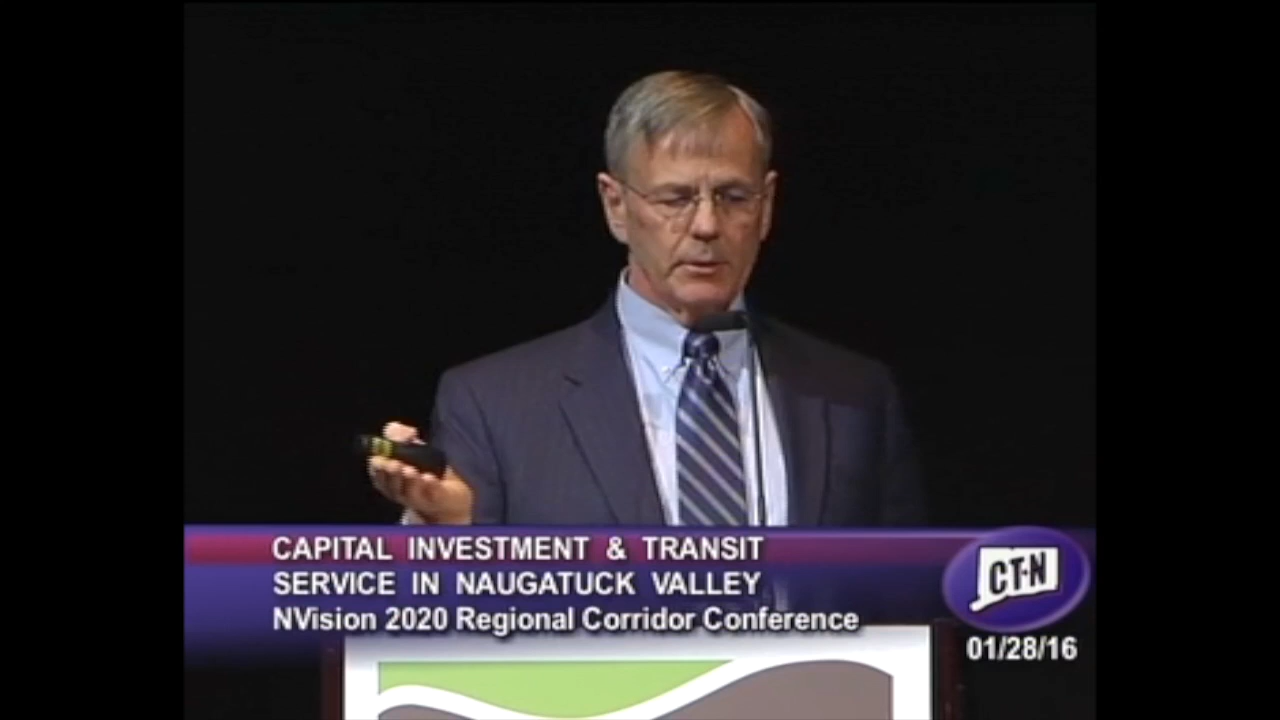 CAPITAL INVESTMENT & TRANSIT
SERVICE IN NAUGATUCK VALLEY
NVision 2020 Regional Corridor Conference
CT-N
01/28/16